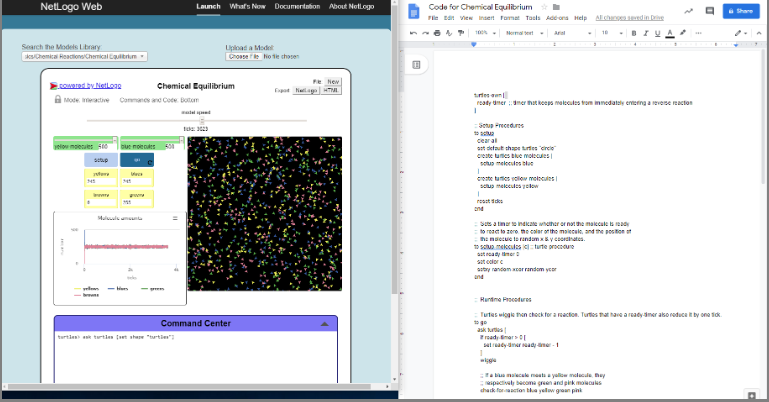 NetLogo Web
Launch What's New Documentation About NetLogo
Search the Models Library:
ics/Chemical Reactions/Chemical Equilibrium
Upload a Model:
Choose File No file chosen
powered by NetLogo
Chemical Equilibrium
File New
Export NetLogo HTML
Mode: Interactive Commands and Code: Bottom
model speed
ticks: 3023
yellow molecules 500 blue molecules 500
setup go
yellows blues
245 245
browns greens
Molecule amounts
0 2k 4k
ticks
yellows blues greens
browns
Command Center
turtles> ask turtles [set shape "turtles"]
Code for Chemical Equilibrium
File Edit View Insert Format Tools Add-ons Help All changes saved in Drive
Share
100% Normal text Arial
turtles-own [
ready-timer ;; timer that keeps molecules from immediately entering a reverse reaction
]
;; Setup Procedures
to setup
clear-all
set-default-shape turtles "circle"
create-turtles blue-molecules [
setup-molecules blue
]
create-turtles yellow-molecules [
setup-molecules yellow
]
reset-ticks
end
;; Sets a timer to indicate whether or not the molecule is ready
;; to react to zero, the color of the molecule, and the position of
;; the molecule to random x & y coordinates.
to setup-molecules [c] ;; turtle procedure
set ready-timer 0
set color c
setxy random-xcor random-ycor
end
;; Runtime Procedures
;; Turtles wiggle then check for a reaction. Turtles that have a ready-timer also reduce it by one tick.
to go
ask turtles [
if ready-timer > 0 [
set ready-timer ready-timer - 1
]
wiggle
;; If a blue molecule meets a yellow molecule, they
;; respectively become green and pink molecules
check-for-reaction blue yellow green pink